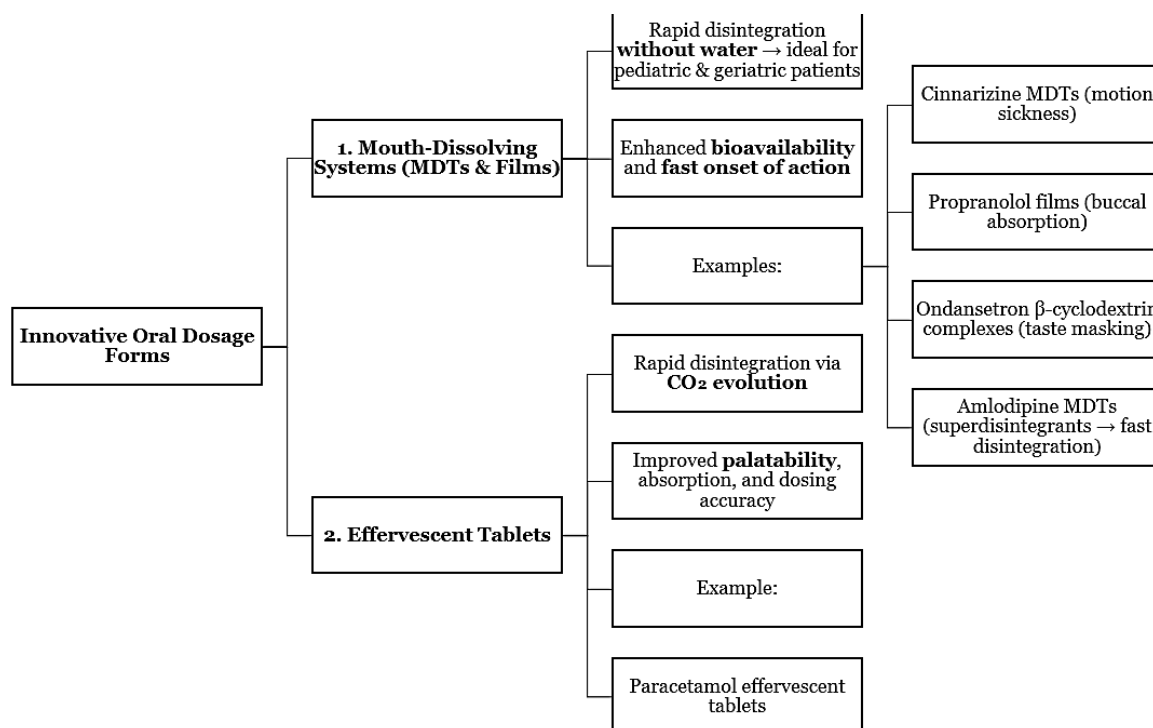 Innovative Oral Dosage
Forms
1. Mouth-Dissolving
Systems (MDTs & Films)
Rapid disintegration
without water → ideal for
pediatric & geriatric patients
Enhanced bioavailability
and fast onset of action
Examples:
Cinnarizine MDTs (motion
sickness)
Propranolol films (buccal
absorption)
Ondansetron β-cyclodextrin
complexes (taste masking)
Amlodipine MDTs
(superdisintegrants → fast
disintegration)
2. Effervescent Tablets
Rapid disintegration via
CO₂ evolution
Improved palatability,
absorption, and dosing
accuracy
Example:
Paracetamol effervescent
tablets